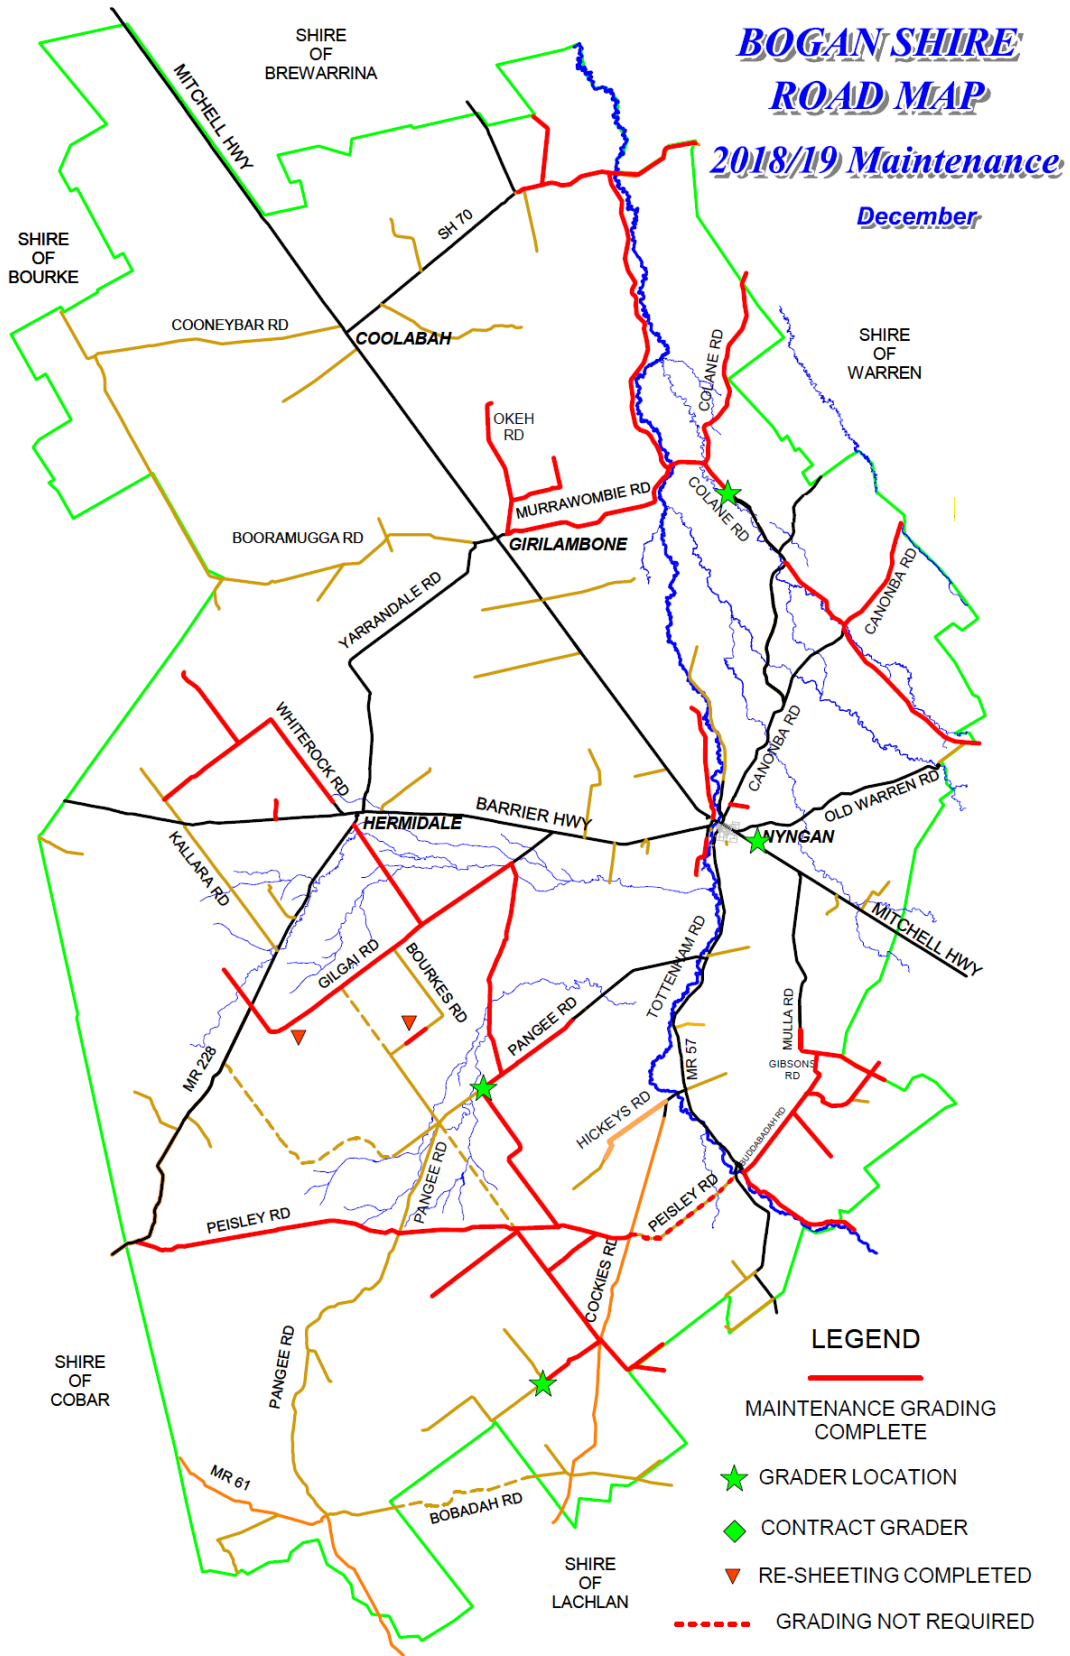 BOGAN SHIRE
ROAD MAP
2018/19 Maintenance
December
SHIRE
OF
BREWARRINA
MITCHELL HWY
SH 70
SHIRE
OF
BOURKE
COONEYBAR RD
COOLABAH
SHIRE
OF
WARREN
COLANE RD
OKEH
RD
MURRAWOMBIE RD
COLANE RD
BOORAMUGGA RD
GIRILAMBONE
YARRANDALE RD
CANONBA RD
WHITEROCK RD
CANONBA RD
BARRIER HWY
HERMIDALE
OLD WARREN RD
NYNGAN
KALLARA RD
MITCHELL HWY
GILGAI RD
BOURKES RD
TOTTENHAM RD
PANGEE RD
MULLA RD
MR 228
MR 57
GIBSONS
RD
HICKEYS RD
BUDDABADAH RD
PANGEE RD
PEISLEY RD
PEISLEY RD
COCKIES RD
PANGEE RD
SHIRE
OF
COBAR
MR 61
BOBADAH RD
SHIRE
OF
LACHLAN
LEGEND
MAINTENANCE GRADING
COMPLETE
GRADER LOCATION
CONTRACT GRADER
RE-SHEETING COMPLETED
GRADING NOT REQUIRED